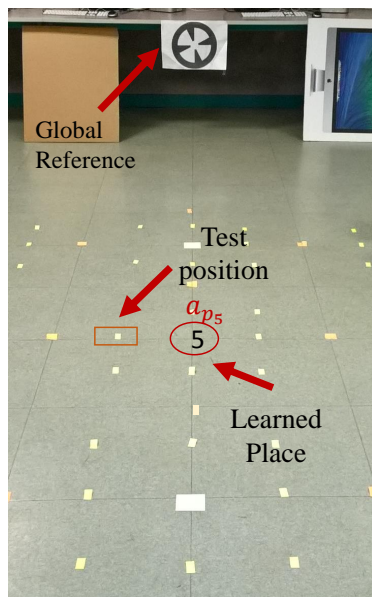 Global
Reference
Test
position
a_{p_5}
5
Learned
Place